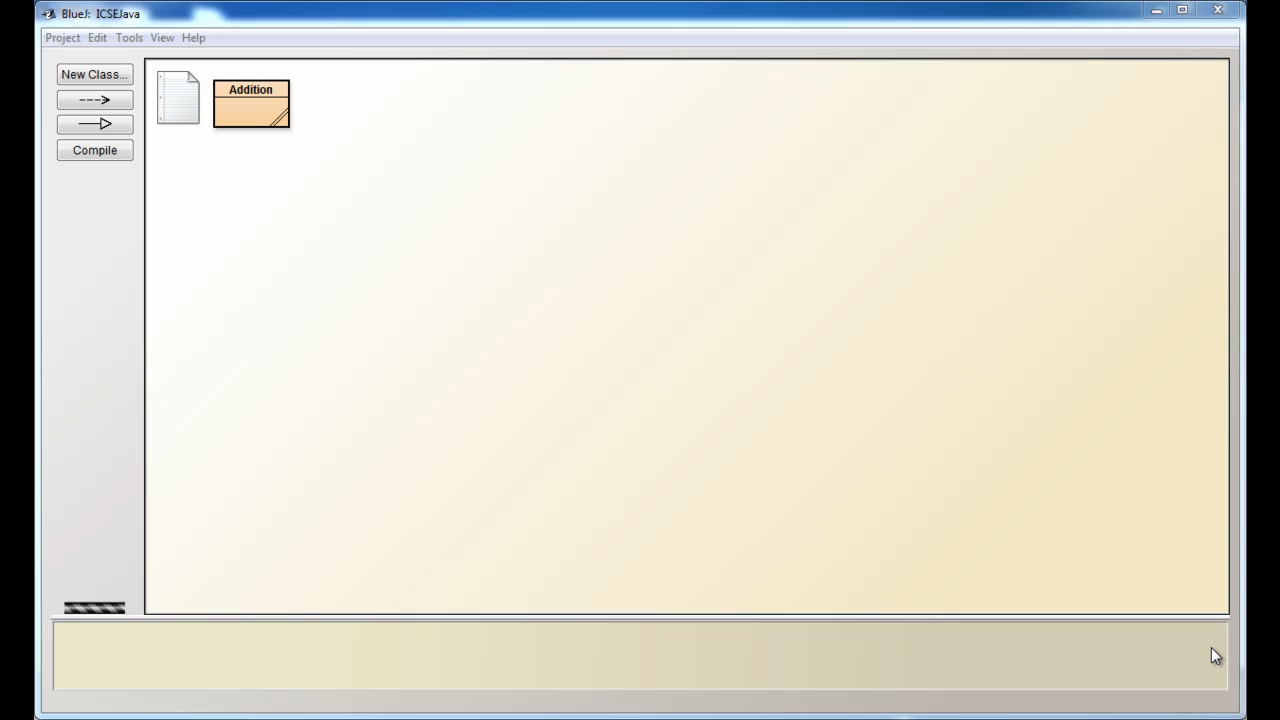 BlueJ: ICSEJava
Project Edit Tools View Help
New Class...
Addition
Compile